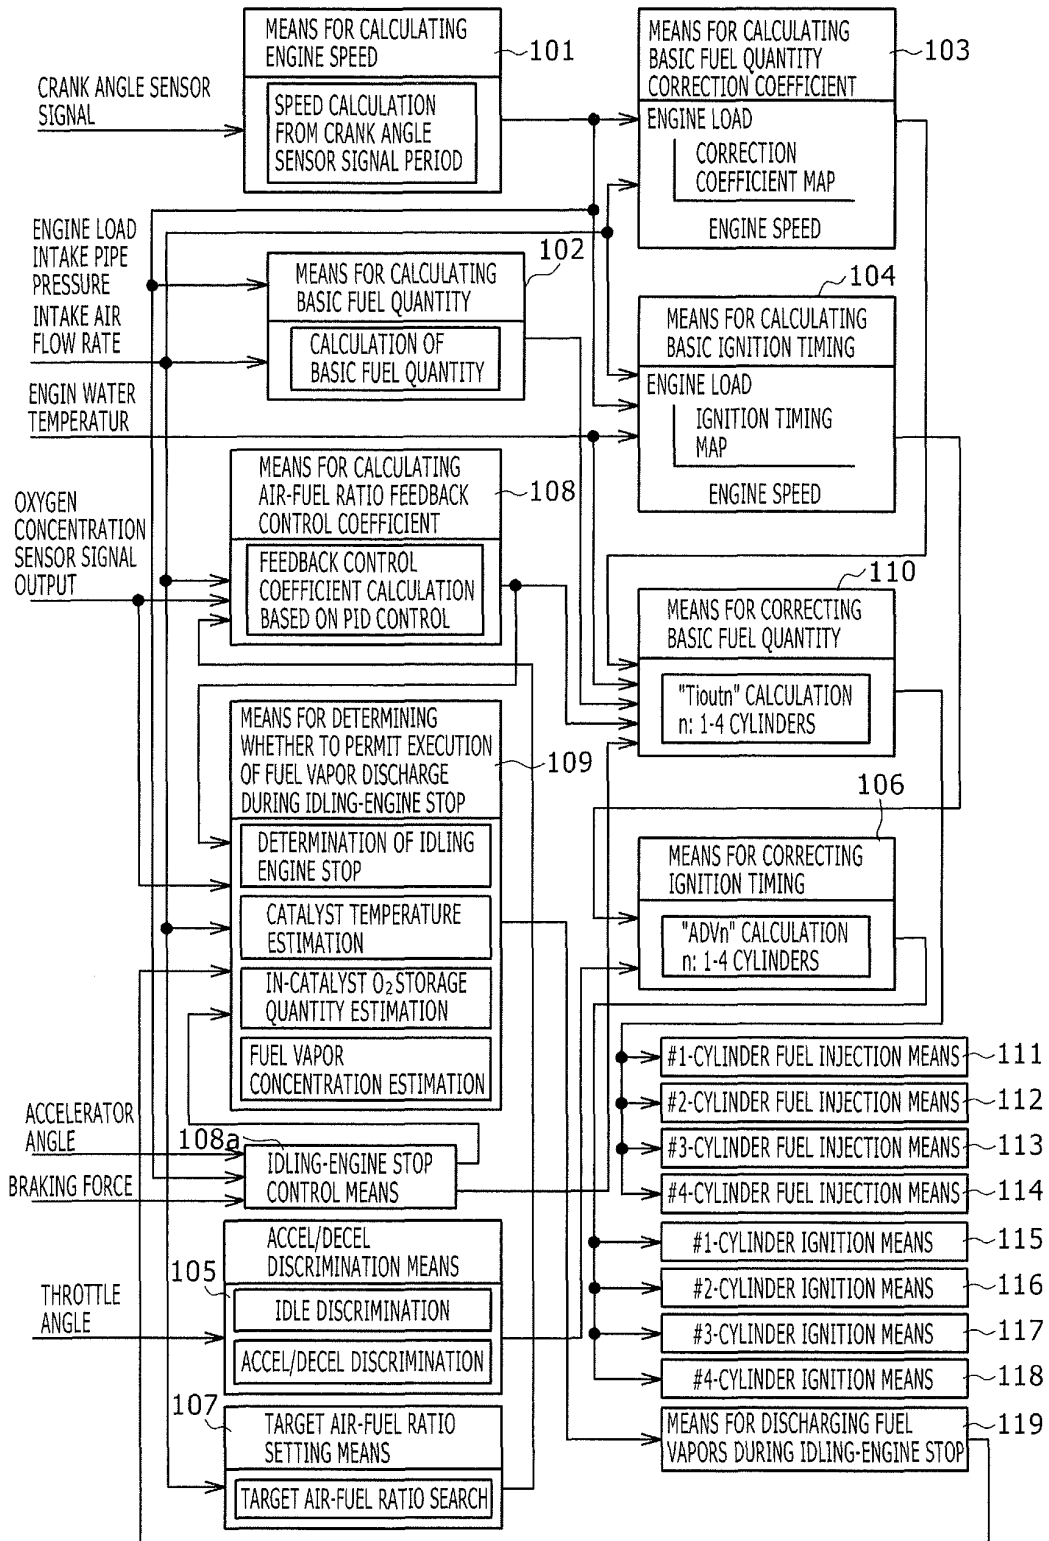 MEANS FOR CALCULATING
ENGINE SPEED
101
SPEED CALCULATION
FROM CRANK ANGLE
SENSOR SIGNAL PERIOD
CRANK ANGLE SENSOR
SIGNAL
MEANS FOR CALCULATING
BASIC FUEL QUANTITY
CORRECTION COEFFICIENT
103
ENGINE LOAD
CORRECTION
COEFFICIENT MAP
ENGINE SPEED
ENGINE LOAD
INTAKE PIPE
PRESSURE
INTAKE AIR
FLOW RATE
102
MEANS FOR CALCULATING
BASIC FUEL QUANTITY
CALCULATION OF
BASIC FUEL QUANTITY
104
MEANS FOR CALCULATING
BASIC IGNITION TIMING
ENGINE LOAD
IGNITION TIMING
MAP
ENGINE SPEED
ENGIN WATER
TEMPERATUR
MEANS FOR CALCULATING
AIR-FUEL RATIO FEEDBACK
CONTROL COEFFICIENT
108
FEEDBACK CONTROL
COEFFICIENT CALCULATION
BASED ON PID CONTROL
OXYGEN
CONCENTRATION
SENSOR SIGNAL
OUTPUT
110
MEANS FOR CORRECTING
BASIC FUEL QUANTITY
"Tioutn" CALCULATION
n: 1-4 CYLINDERS
MEANS FOR DETERMINING
WHETHER TO PERMIT EXECUTION
OF FUEL VAPOR DISCHARGE
DURING IDLING-ENGINE STOP
109
DETERMINATION OF IDLING
ENGINE STOP
CATALYST TEMPERATURE
ESTIMATION
IN-CATALYST O₂STORAGE
QUANTITY ESTIMATION
FUEL VAPOR
CONCENTRATION ESTIMATION
106
MEANS FOR CORRECTING
IGNITION TIMING
"ADVn" CALCULATION
n: 1-4 CYLINDERS
#1-CYLINDER FUEL INJECTION MEANS
111
#2-CYLINDER FUEL INJECTION MEANS
112
#3-CYLINDER FUEL INJECTION MEANS
113
#4-CYLINDER FUEL INJECTION MEANS
114
ACCELERATOR
ANGLE
BRAKING FORCE
108a
IDLING-ENGINE STOP
CONTROL MEANS
#1-CYLINDER IGNITION MEANS
115
#2-CYLINDER IGNITION MEANS
116
#3-CYLINDER IGNITION MEANS
117
#4-CYLINDER IGNITION MEANS
118
ACCEL/DECEL
DISCRIMINATION MEANS
105
IDLE DISCRIMINATION
ACCEL/DECEL DISCRIMINATION
THROTTLE
ANGLE
107
TARGET AIR-FUEL RATIO
SETTING MEANS
TARGET AIR-FUEL RATIO SEARCH
MEANS FOR DISCHARGING FUEL
VAPORS DURING IDLING-ENGINE STOP
119